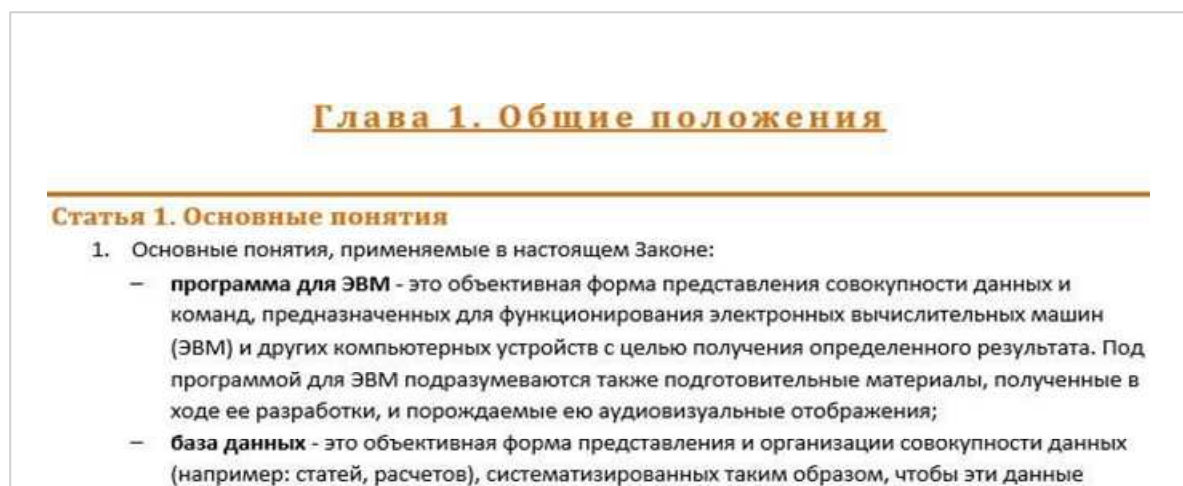 Глава 1. Общие положения
Статья 1. Основные понятия
1. Основные понятия, применяемые в настоящем Законе:
– программа для ЭВМ - это объективная форма представления совокупности данных и
команд, предназначенных для функционирования электронных вычислительных машин
(ЭВМ) и других компьютерных устройств с целью получения определенного результата. Под
программой для ЭВМ подразумеваются также подготовительные материалы, полученные в
ходе ее разработки, и порождаемые ею аудиовизуальные отображения;
– база данных - это объективная форма представления и организации совокупности данных
(например: статей, расчетов), систематизированных таким образом, чтобы эти данные